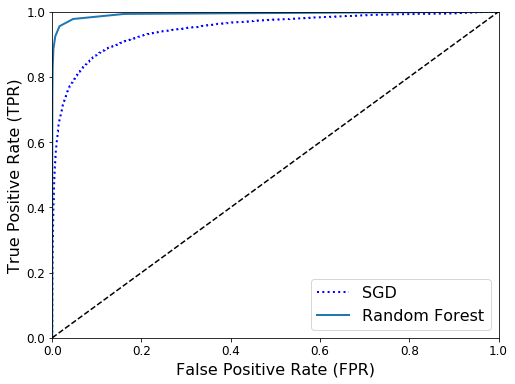 1.0
0.8
0.6
0.4
0.2
0.0
True Positive Rate (TPR)
SGD
Random Forest
0.0 0.2 0.4 0.6 0.8 1.0
False Positive Rate (FPR)